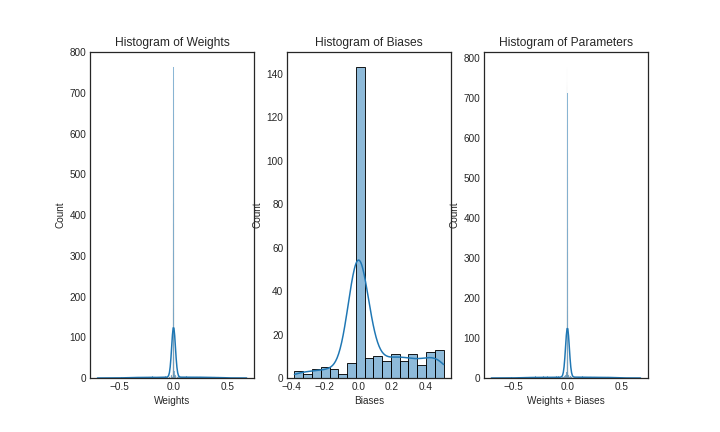 Histogram of Weights
800
700
600
500
400
300
200
100
0
Count
−0.5 0.0 0.5
Weights
Histogram of Biases
140
120
100
80
60
40
20
0
Count
−0.4 −0.2 0.0 0.2 0.4
Biases
Histogram of Parameters
800
700
600
500
400
300
200
100
0
Count
−0.5 0.0 0.5
Weights + Biases